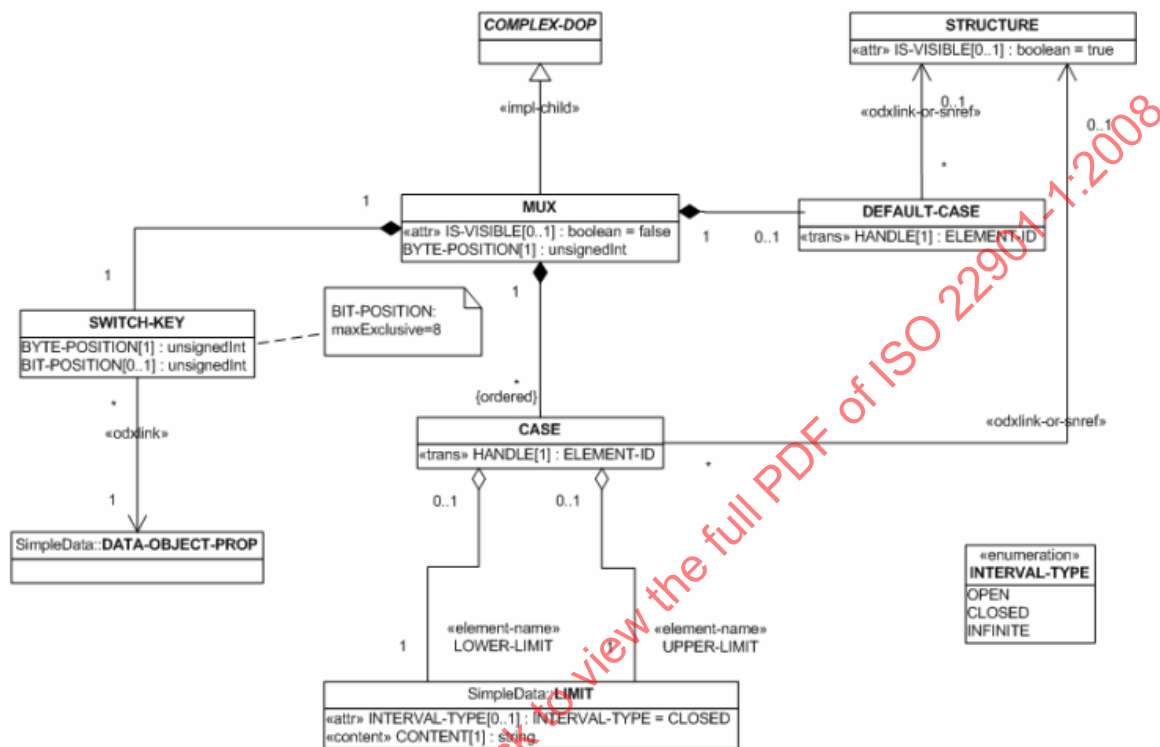 COMPLEX-DOP
STRUCTURE
«attr» IS-VISIBLE[0..1] : boolean = true
«impl-child»
0..1
«odxlink-or-snref»
0..1
*
1
MUX
«attr» IS-VISIBLE[0..1] : boolean = false
BYTE-POSITION[1] : unsignedInt
1
0..1
DEFAULT-CASE
«trans» HANDLE[1] : ELEMENT-ID
1
1
SWITCH-KEY
BYTE-POSITION[1] : unsignedInt
BIT-POSITION[0..1] : unsignedInt
BIT-POSITION:
maxExclusive=8
*
{ordered}
*
«odxlink»
1
CASE
«trans» HANDLE[1] : ELEMENT-ID
*
«odxlink-or-snref»
0..1
0..1
SimpleData::DATA-OBJECT-PROP
«enumeration»
INTERVAL-TYPE
OPEN
CLOSED
INFINITE
1
«element-name»
LOWER-LIMIT
1
«element-name»
UPPER-LIMIT
SimpleData::LIMIT
«attr» INTERVAL-TYPE[0..1] : INTERVAL-TYPE = CLOSED
«content» CONTENT[1] : string
to view the full PDF of ISO 22901-1:2008